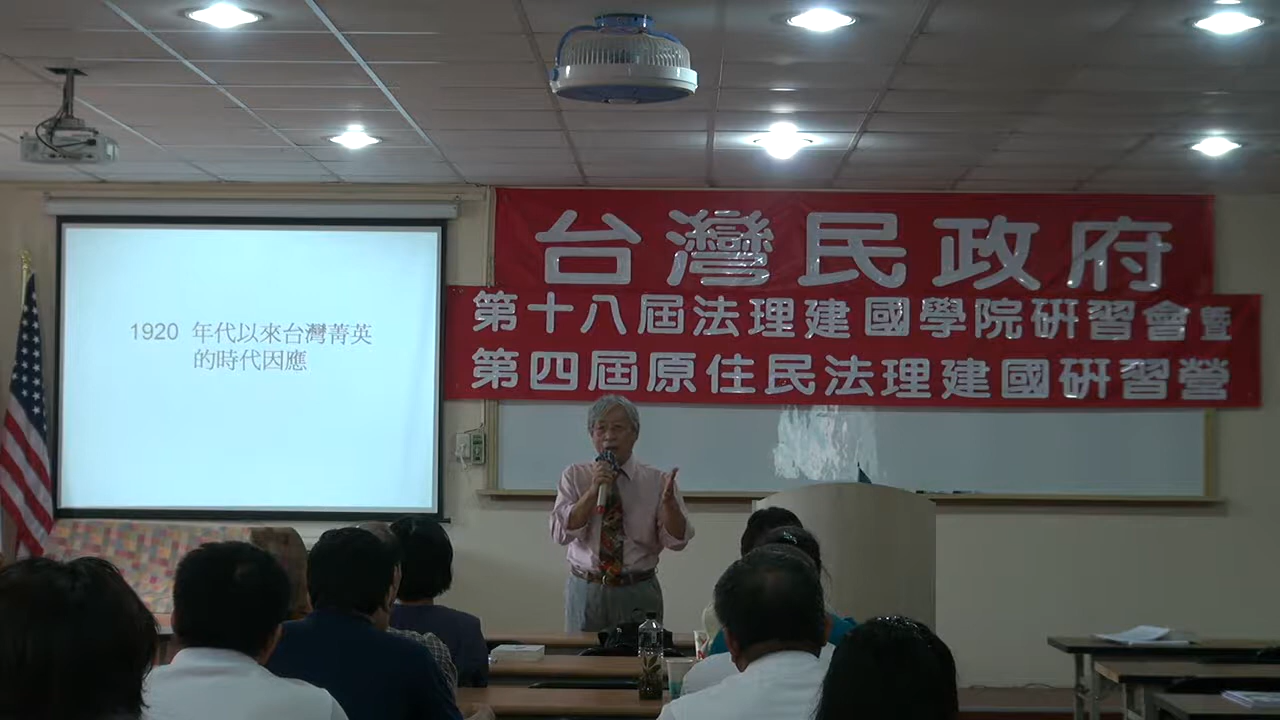 台灣民政府
第十八屆法理建國學院研習會暨
第四屆原住民法理建國研習營
1920 年代以來台灣菁英
的時代因應